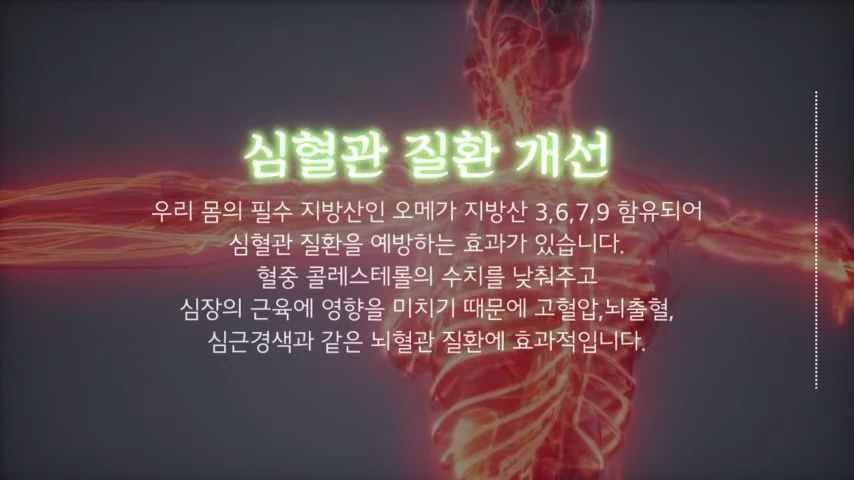 심혈관 질환 개선
우리 몸의 필수 지방산인 오메가 지방산 3,6,7,9 함유되어
심혈관 질환을 예방하는 효과가 있습니다.
혈중 콜레스테롤의 수치를 낮춰주고
심장의 근육에 영향을 미치기 때문에 고혈압,뇌출혈,
심근경색과 같은 뇌혈관 질환에 효과적입니다.